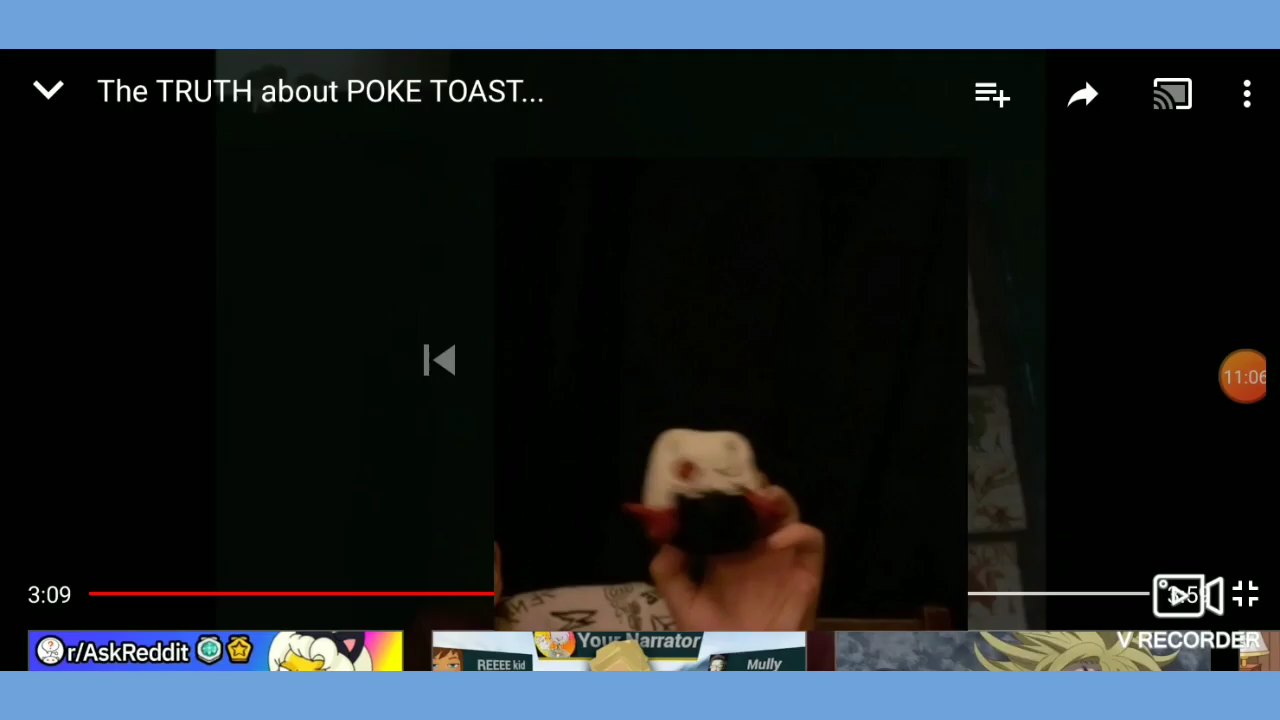 The TRUTH about POKE TOAST...
11:06
3:09
V RECORDER
r/AskReddit
Your Narrator
REEEE kid
Mully